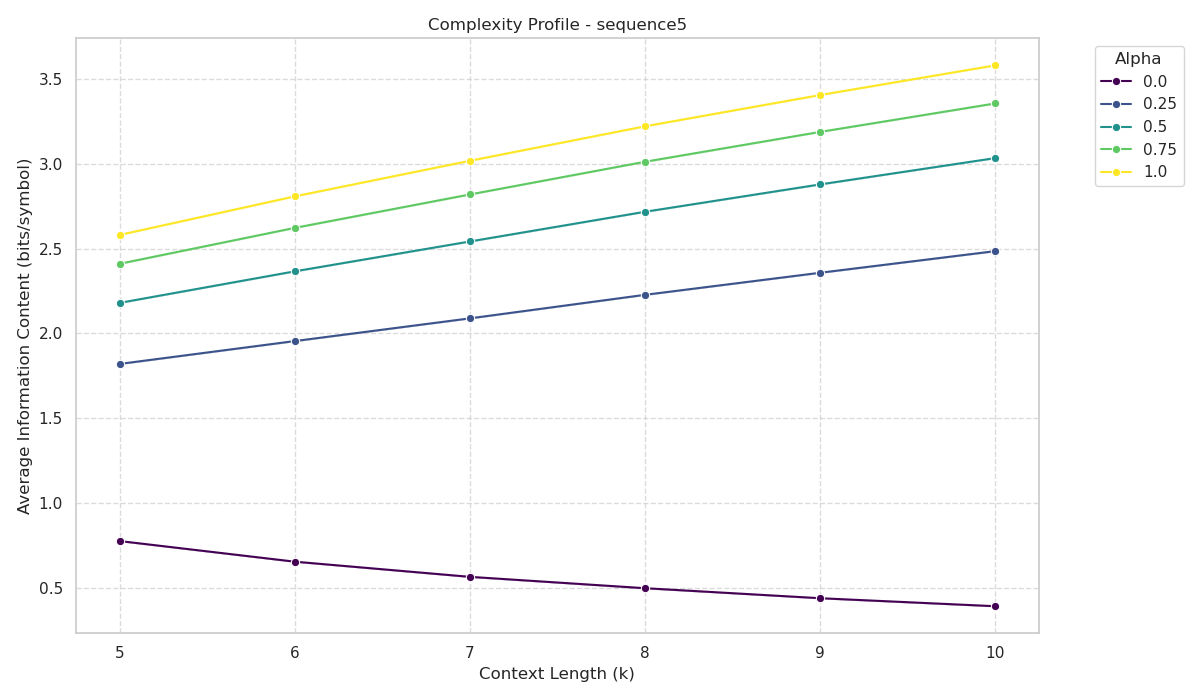 Complexity Profile - sequence5
Average Information Content (bits/symbol)
3.5
3.0
2.5
2.0
1.5
1.0
0.5
5 6 7 8 9 10
Context Length (k)
Alpha
0.0
0.25
0.5
0.75
1.0